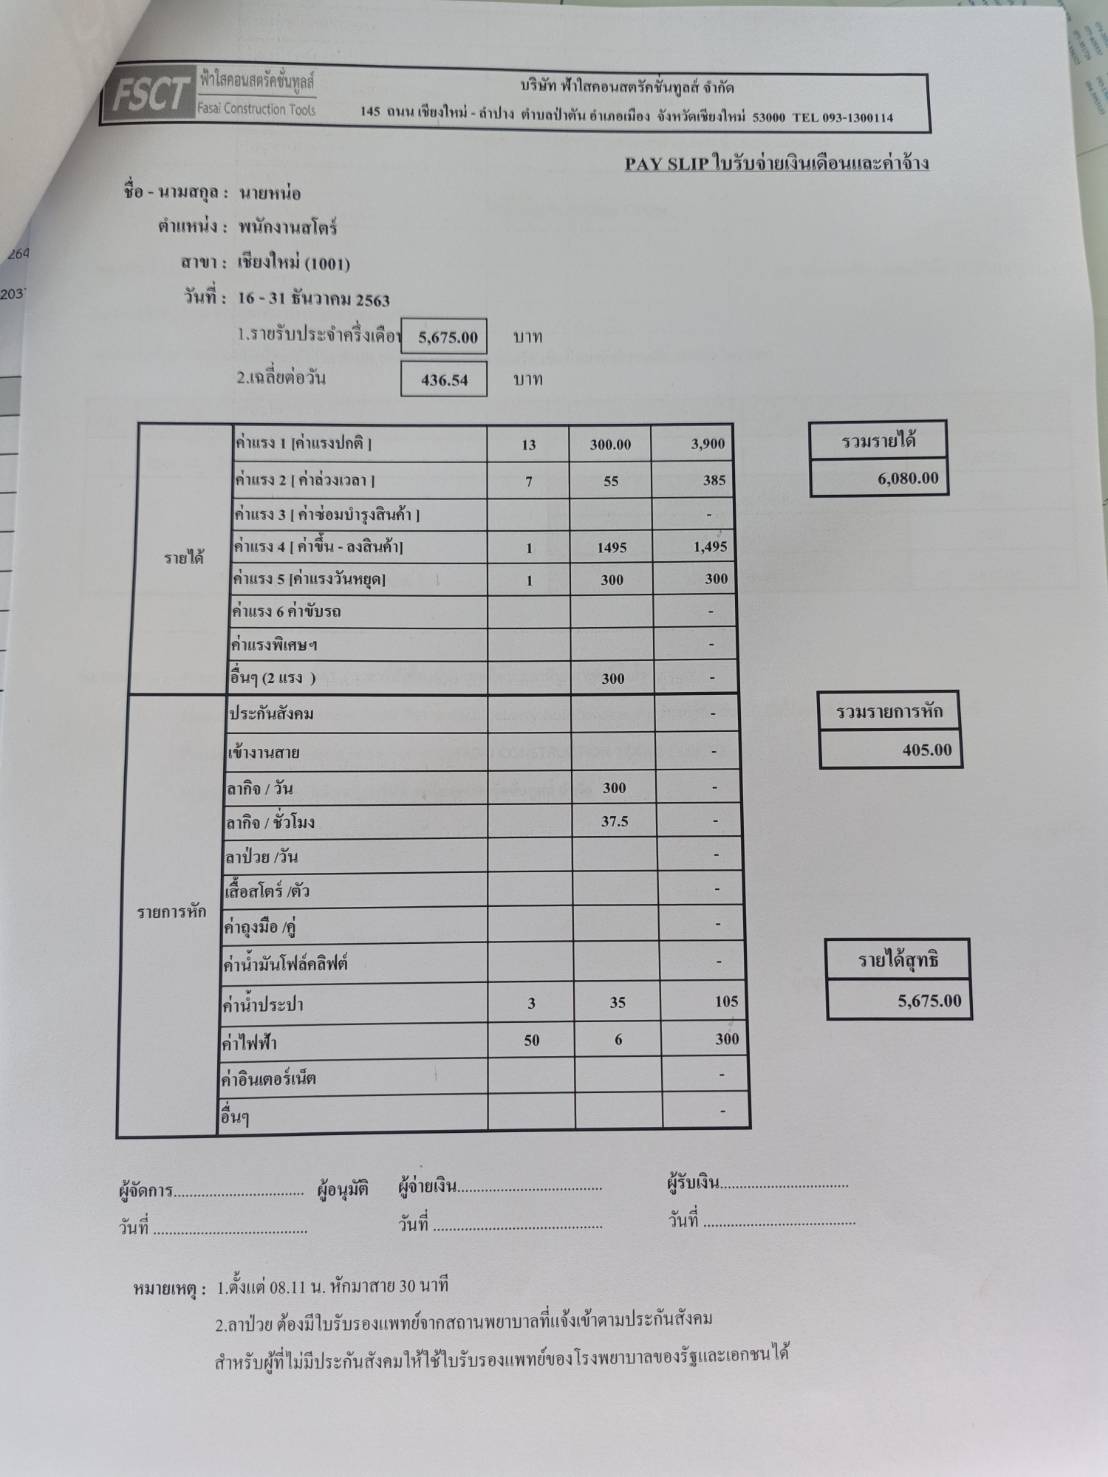 264
203
FSCT ฟ้าใสคอนสตรัคชั่นทูลส์
Fasai Construction Tools
บริษัท ฟ้าใสคอนสตรัคชั่นทูลส์ จำกัด
145 ถนน เชียงใหม่ - ลำปาง ตำบลป่าตัน อำเภอเมือง จังหวัดเชียงใหม่ 53000 TEL 093-1300114
PAY SLIP ใบรับจ่ายเงินเดือนและค่าจ้าง
ชื่อ - นามสกุล : นายหน่อ
ตำแหน่ง : พนักงานสโตร์
สาขา : เชียงใหม่ (1001)
วันที่ : 16 - 31 ธันวาคม 2563
1.รายรับประจำครึ่งเดือน 5,675.00 บาท
2.เฉลี่ยต่อวัน 436.54 บาท
รายได้
ค่าแรง 1 [ค่าแรงปกติ ] 13 300.00 3,900
ค่าแรง 2 [ ค่าล่วงเวลา ] 7 55 385
ค่าแรง 3 [ ค่าซ่อมบำรุงสินค้า ] -
ค่าแรง 4 [ ค่าขึ้น - ลงสินค้า] 1 1495 1,495
ค่าแรง 5 [ค่าแรงวันหยุด] 1 300 300
ค่าแรง 6 ค่าขับรถ -
ค่าแรงพิเศษฯ -
อื่นๆ (2 แรง ) 300 -
รวมรายได้
6,080.00
รายการหัก
ประกันสังคม -
เข้างานสาย -
ลากิจ / วัน 300 -
ลากิจ / ชั่วโมง 37.5 -
ลาป่วย /วัน -
เสื้อสโตร์ /ตัว -
ค่าถุงมือ /คู่ -
ค่าน้ำมันโฟล์คลิฟต์ -
ค่าน้ำประปา 3 35 105
ค่าไฟฟ้า 50 6 300
ค่าอินเตอร์เน็ต -
อื่นๆ -
รวมรายการหัก
405.00
รายได้สุทธิ
5,675.00
ผู้จัดการ................................ ผู้อนุมัติ ผู้จ่ายเงิน................................ ผู้รับเงิน................................
วันที่ ................................ วันที่ ................................ วันที่ ................................
หมายเหตุ : 1.ตั้งแต่ 08.11 น. หักมาสาย 30 นาที
2.ลาป่วย ต้องมีใบรับรองแพทย์จากสถานพยาบาลที่แจ้งเข้าตามประกันสังคม
สำหรับผู้ที่ไม่มีประกันสังคมให้ใช้ใบรับรองแพทย์ของโรงพยาบาลของรัฐและเอกชนได้